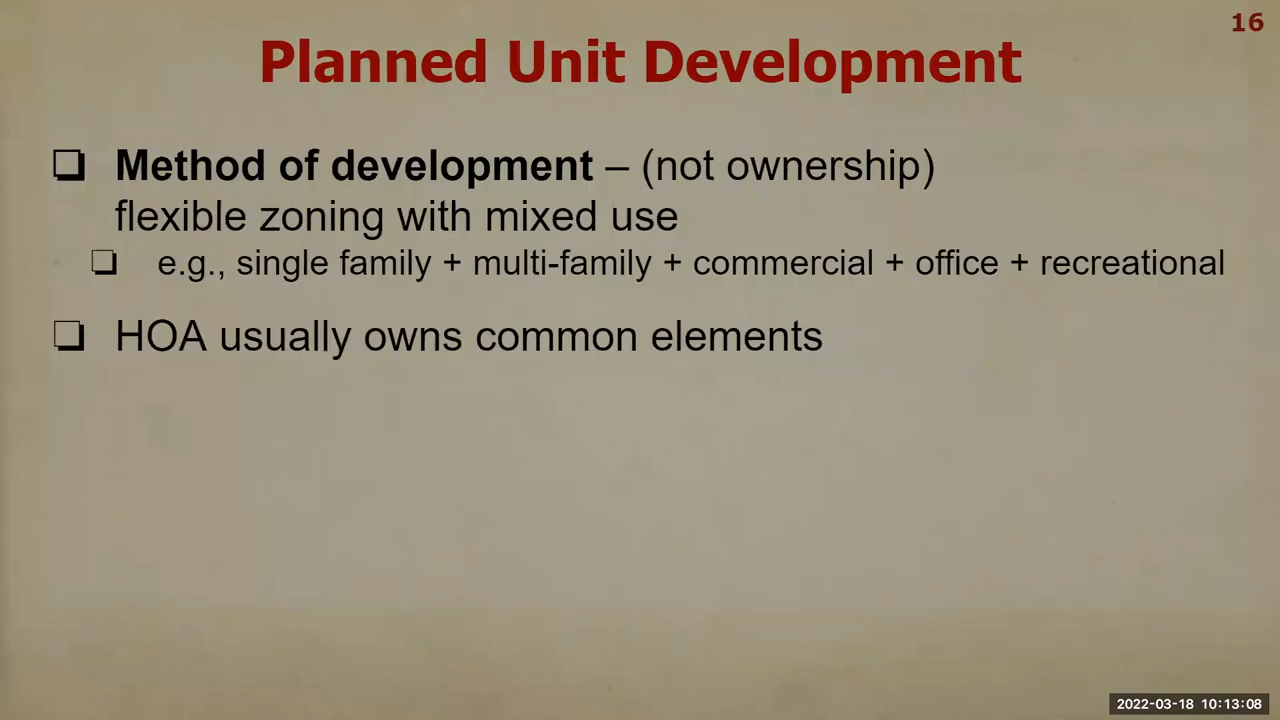 16
Planned Unit Development
❑ Method of development – (not ownership)
flexible zoning with mixed use
❑ e.g., single family + multi-family + commercial + office + recreational
❑ HOA usually owns common elements
2022-03-18 10:13:08